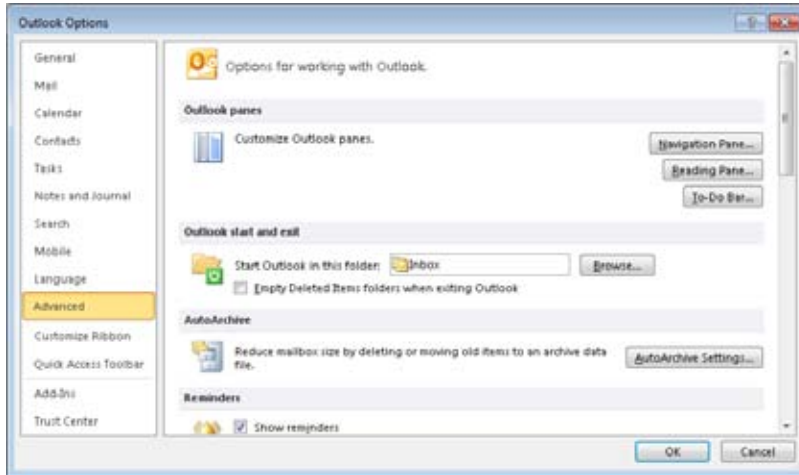 Outlook Options
General
Mail
Calendar
Contacts
Tasks
Notes and Journal
Search
Mobile
Language
Advanced
Customize Ribbon
Quick Access Toolbar
Add-Ins
Trust Center
Options for working with Outlook.
Outlook panes
Customize Outlook panes.
Navigation Pane...
Reading Pane...
To-Do Bar...
Outlook start and exit
Start Outlook in this folder: Inbox Browse...
Empty Deleted Items folders when exiting Outlook
AutoArchive
Reduce mailbox size by deleting or moving old items to an archive data
file.
AutoArchive Settings...
Reminders
Show reminders
OK Cancel